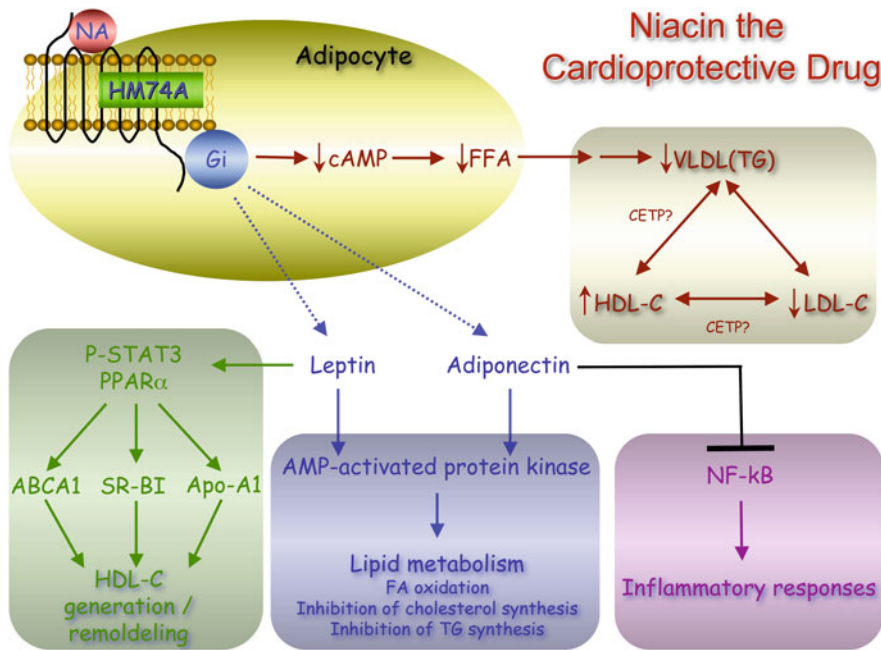 NA
Adipocyte
Niacin the
Cardioprotective Drug
HM74A
Gi
↓cAMP
↓FFA
↓VLDL(TG)
CETP?
↑HDL-C
↓LDL-C
CETP?
P-STAT3
PPARα
Leptin
Adiponectin
ABCA1
SR-BI
Apo-A1
HDL-C
generation /
remoldeling
AMP-activated protein kinase
Lipid metabolism
FA oxidation
Inhibition of cholesterol synthesis
Inhibition of TG synthesis
NF-kB
Inflammatory responses